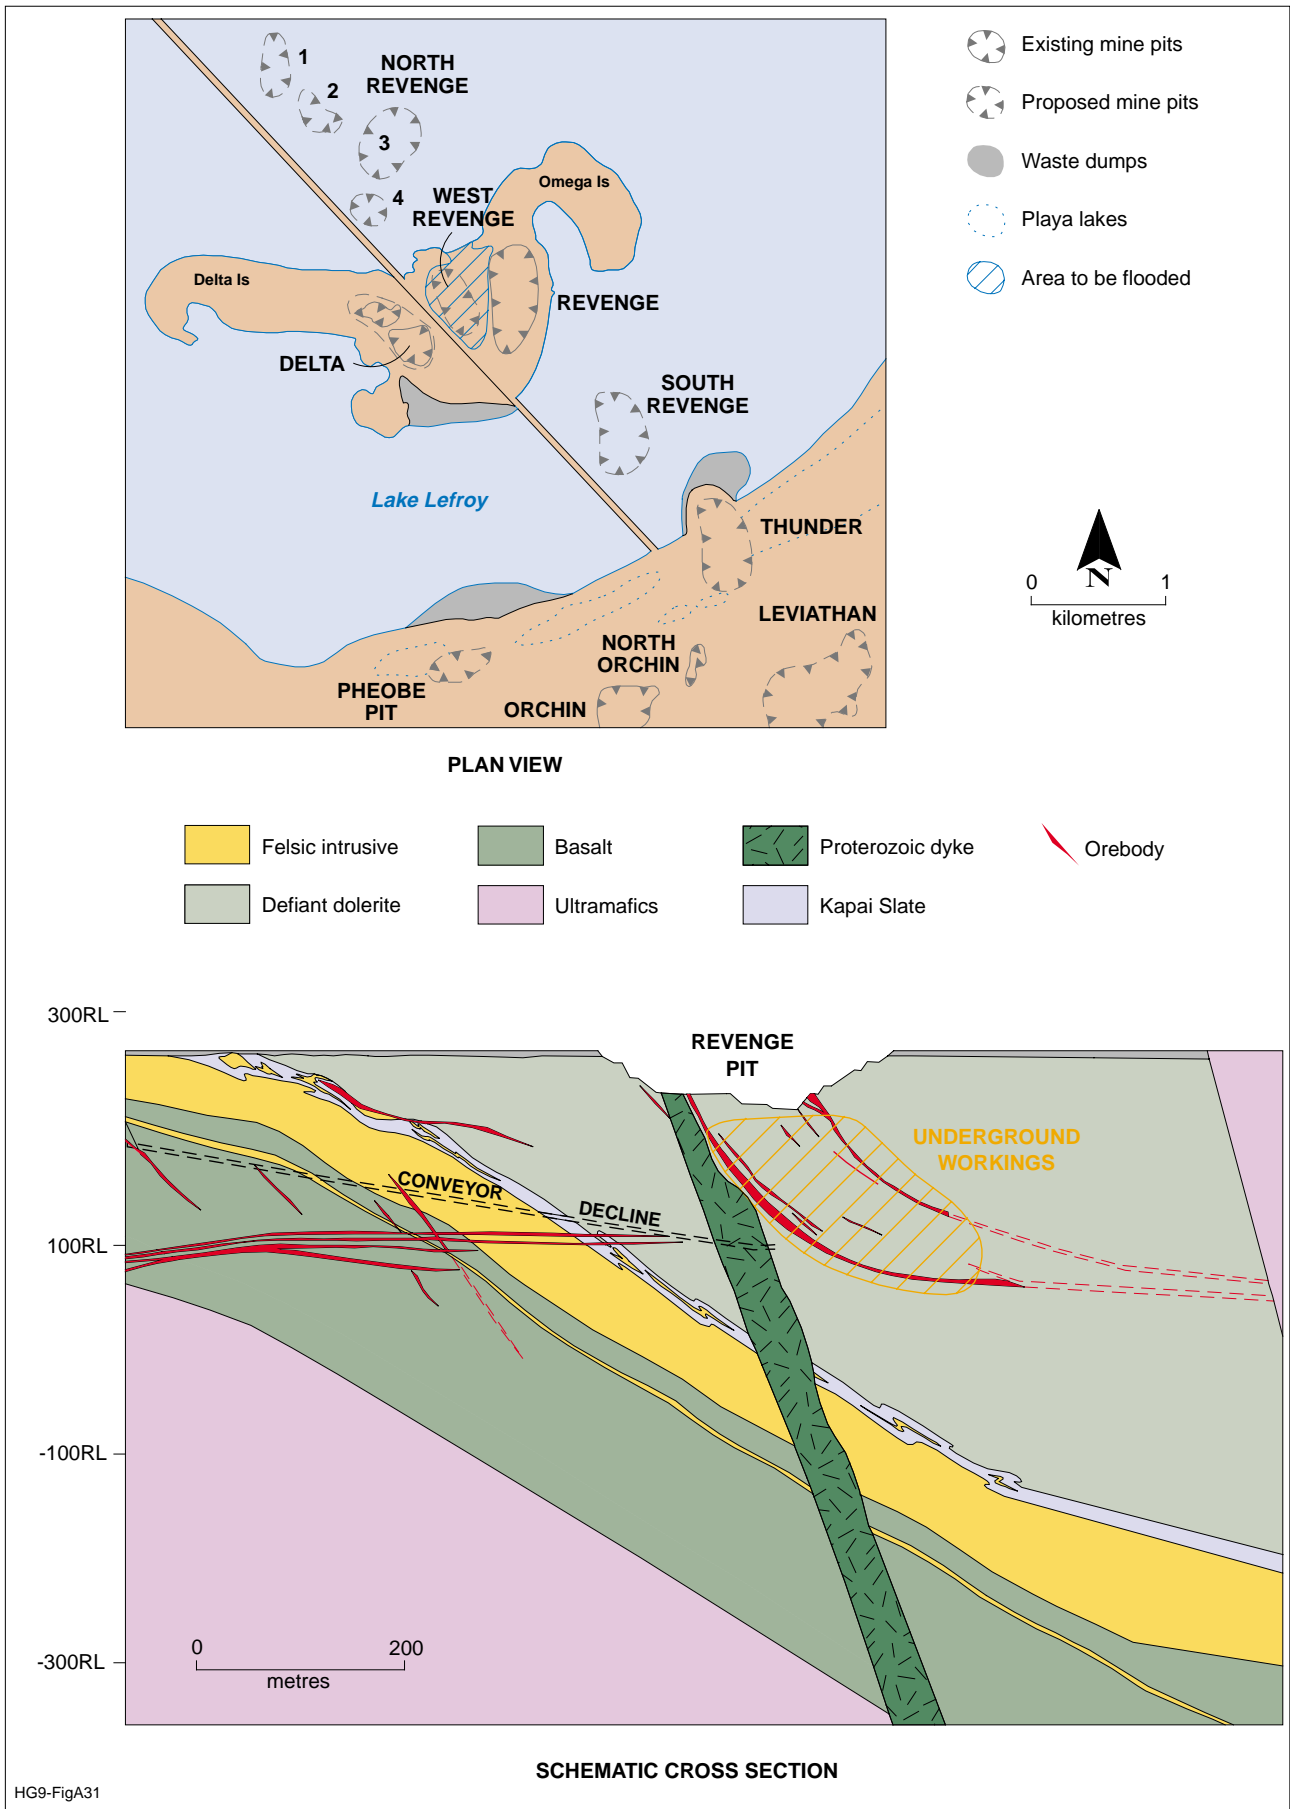 1
2
NORTH
REVENGE
3
4
WEST
REVENGE
Omega Is
Delta Is
REVENGE
DELTA
SOUTH
REVENGE
Lake Lefroy
THUNDER
LEVIATHAN
NORTH
ORCHIN
PHEOBE
PIT
ORCHIN
Existing mine pits
Proposed mine pits
Waste dumps
Playa lakes
Area to be flooded
N
0 1
kilometres
PLAN VIEW
Felsic intrusive
Basalt
Proterozoic dyke
Orebody
Defiant dolerite
Ultramafics
Kapai Slate
300RL
REVENGE
PIT
UNDERGROUND
WORKINGS
CONVEYOR
DECLINE
100RL
-100RL
-300RL
0 200
metres
SCHEMATIC CROSS SECTION
HG9-FigA31